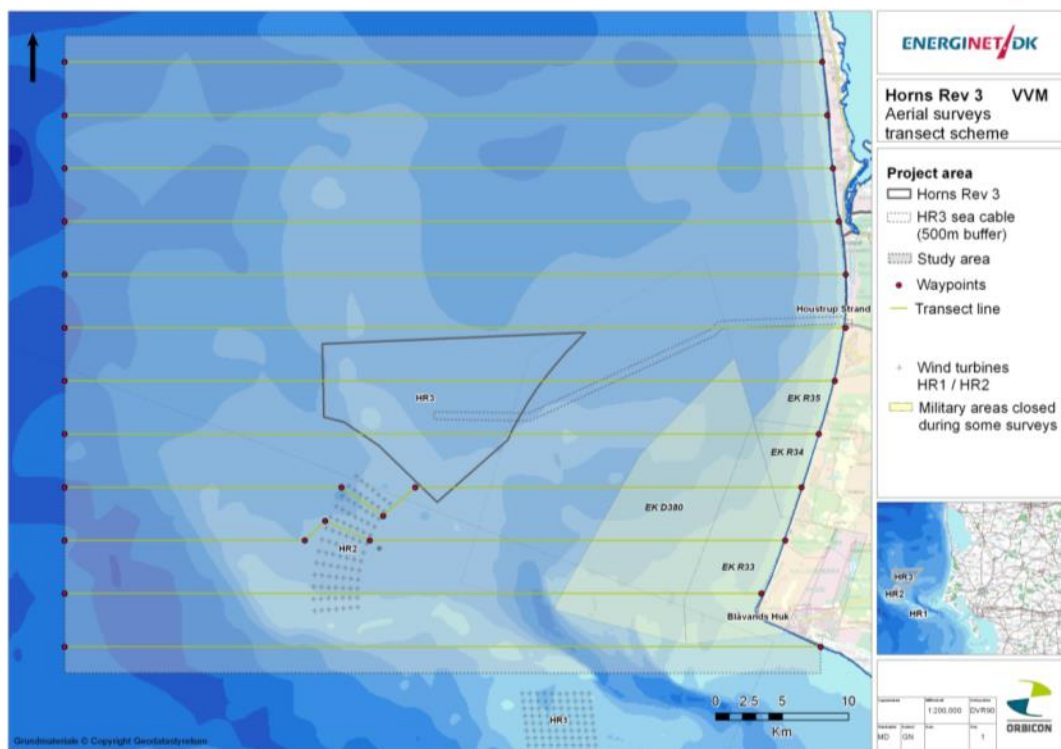 ENERGINET/DK
Horns Rev 3 VVM
Aerial surveys
transect scheme
Project area
Horns Rev 3
HR3 sea cable
(500m buffer)
Study area
Waypoints
Transect line
Wind turbines
HR1 / HR2
Military areas closed
during some surveys
Houstrup Strand
HR3
EK R35
EK R34
EK D380
HR2
EK R33
Blåvands Huk
HR1
0 2.5 5 10
Km
Grundmateriale © Copyright Geodatastyrelsen
HR3
HR2
HR1
1:200.000
DVR90
MD
GN
1
ORBICON